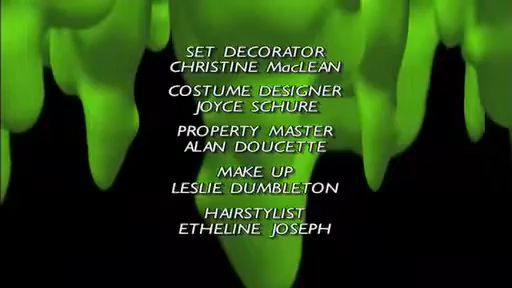 SET DECORATOR
CHRISTINE MacLEAN
COSTUME DESIGNER
JOYCE SCHURE
PROPERTY MASTER
ALAN DOUCETTE
MAKE UP
LESLIE DUMBLETON
HAIRSTYLIST
ETHELINE JOSEPH